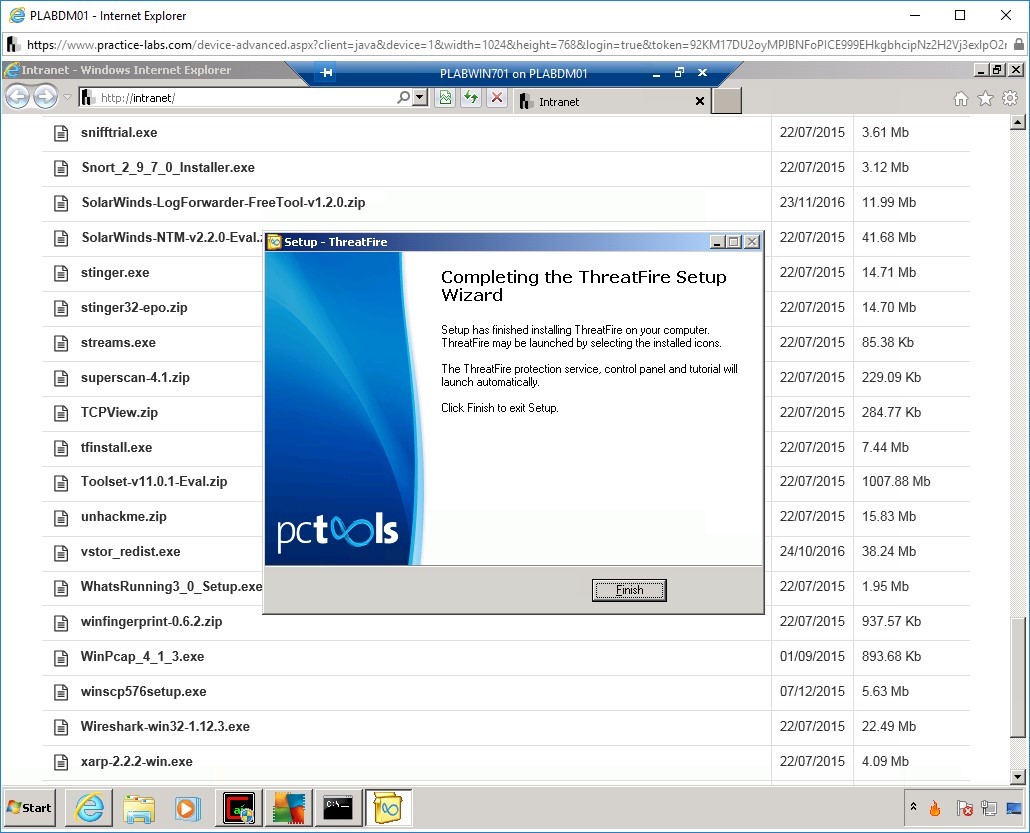 PLABDM01 - Internet Explorer
https://www.practice-labs.com/device-advanced.aspx?client=java&device=1&width=1024&height=768&login=true&token=
Intranet - Windows Internet Explorer
PLABWIN701 on PLABDM01
http://intranet/
Intranet
snifftrial.exe 22/07/2015 3.61 Mb
Snort_2_9_7_0_Installer.exe 22/07/2015 3.12 Mb
SolarWinds-LogForwarder-FreeTool-v1.2.0.zip 23/11/2016 11.99 Mb
SolarWinds-NTM-v2.2.0-Eval.z 22/07/2015 41.68 Mb
stinger.exe 22/07/2015 14.71 Mb
stinger32-epo.zip 22/07/2015 14.70 Mb
streams.exe 22/07/2015 85.38 Kb
superscan-4.1.zip 22/07/2015 229.09 Kb
TCPView.zip 22/07/2015 284.77 Kb
tfinstall.exe 22/07/2015 7.44 Mb
Toolset-v11.0.1-Eval.zip 22/07/2015 1007.88 Mb
unhackme.zip 22/07/2015 15.83 Mb
vstor_redist.exe 24/10/2016 38.24 Mb
WhatsRunning3_0_Setup.exe 22/07/2015 1.95 Mb
winfingerprint-0.6.2.zip 22/07/2015 937.57 Kb
WinPcap_4_1_3.exe 01/09/2015 893.68 Kb
winscp576setup.exe 07/12/2015 5.63 Mb
Wireshark-win32-1.12.3.exe 22/07/2015 22.49 Mb
xarp-2.2.2-win.exe 22/07/2015 4.09 Mb
Setup - ThreatFire
Completing the ThreatFire Setup
Wizard
Setup has finished installing ThreatFire on your computer.
ThreatFire may be launched by selecting the installed icons.
The ThreatFire protection service, control panel and tutorial will
launch automatically.
Click Finish to exit Setup.
pctools
Finish
Start